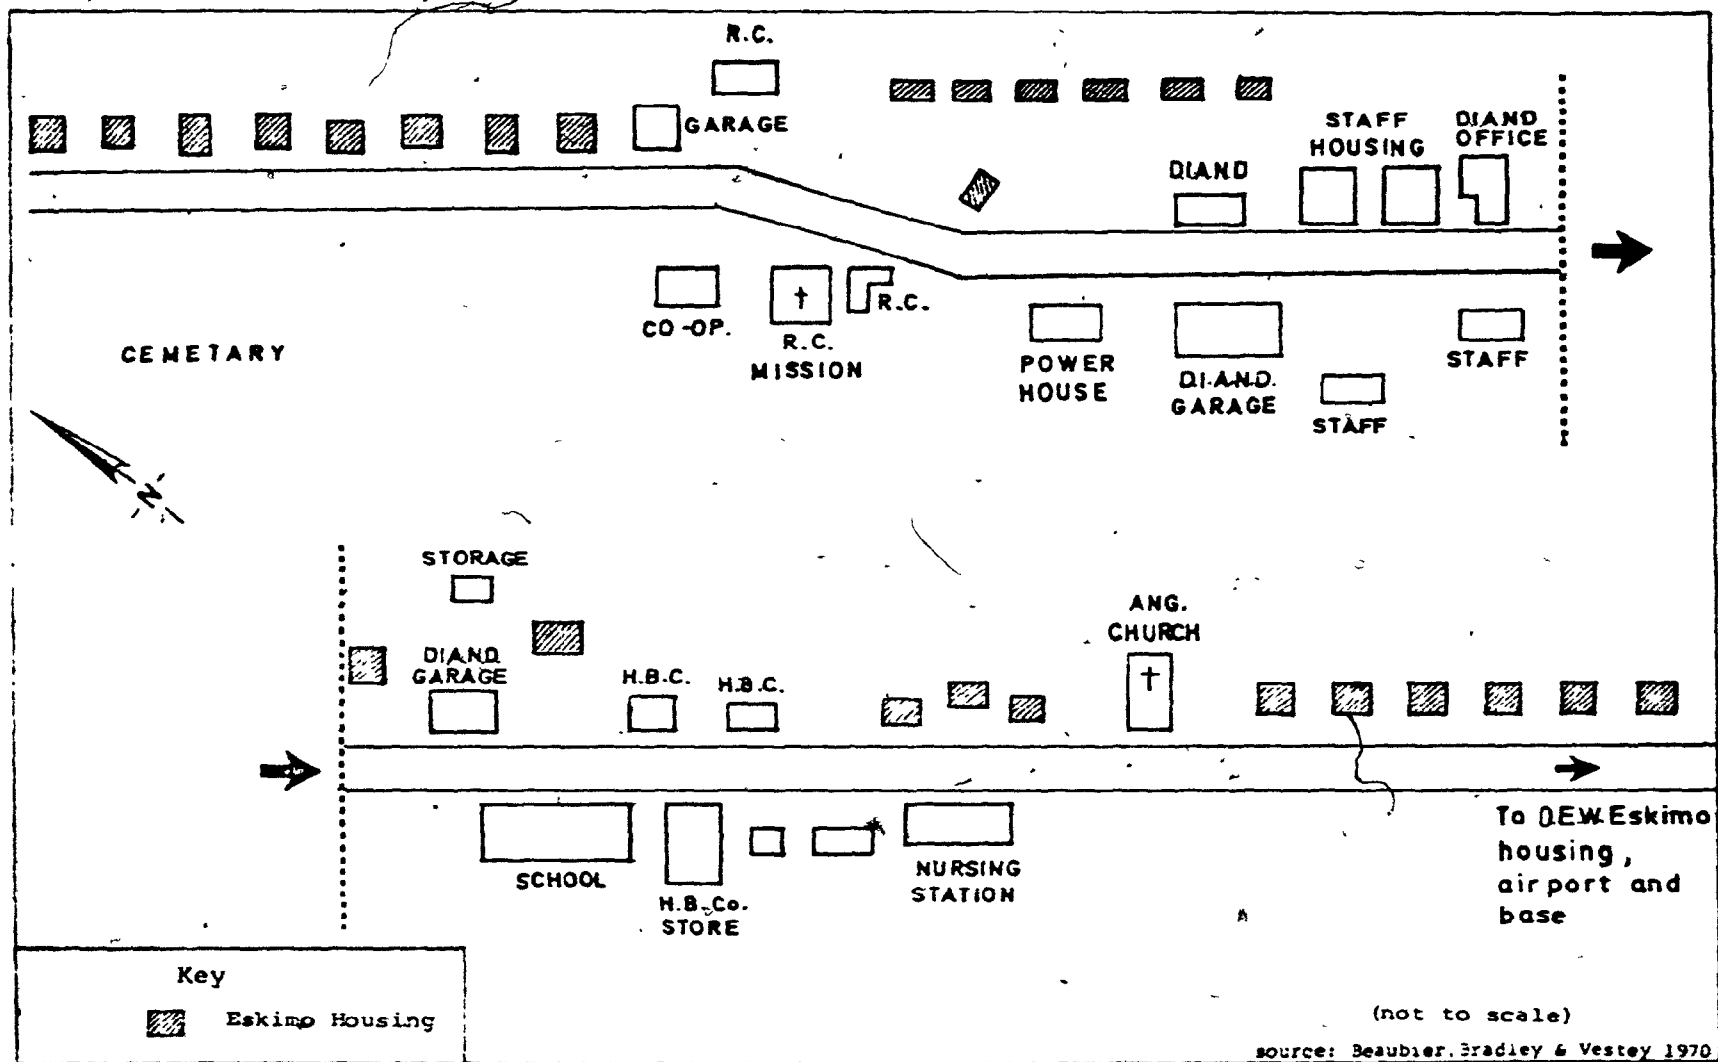 R.C.
GARAGE
STAFF
HOUSING
DIAND
OFFICE
D.I.AND
CO-OP.
R.C.
MISSION
R.C.
POWER
HOUSE
D.I.A.N.D.
GARAGE
STAFF
STAFF
CEMETARY
N
STORAGE
DI.AND.
GARAGE
H.B.C.
H.B.C.
ANG.
CHURCH
SCHOOL
H.B.Co.
STORE
NURSING
STATION
To D.E.W. Eskimo
housing,
airport and
base
Key
Eskimo Housing
(not to scale)
source: Beaubier, Bradley & Vestey 1970